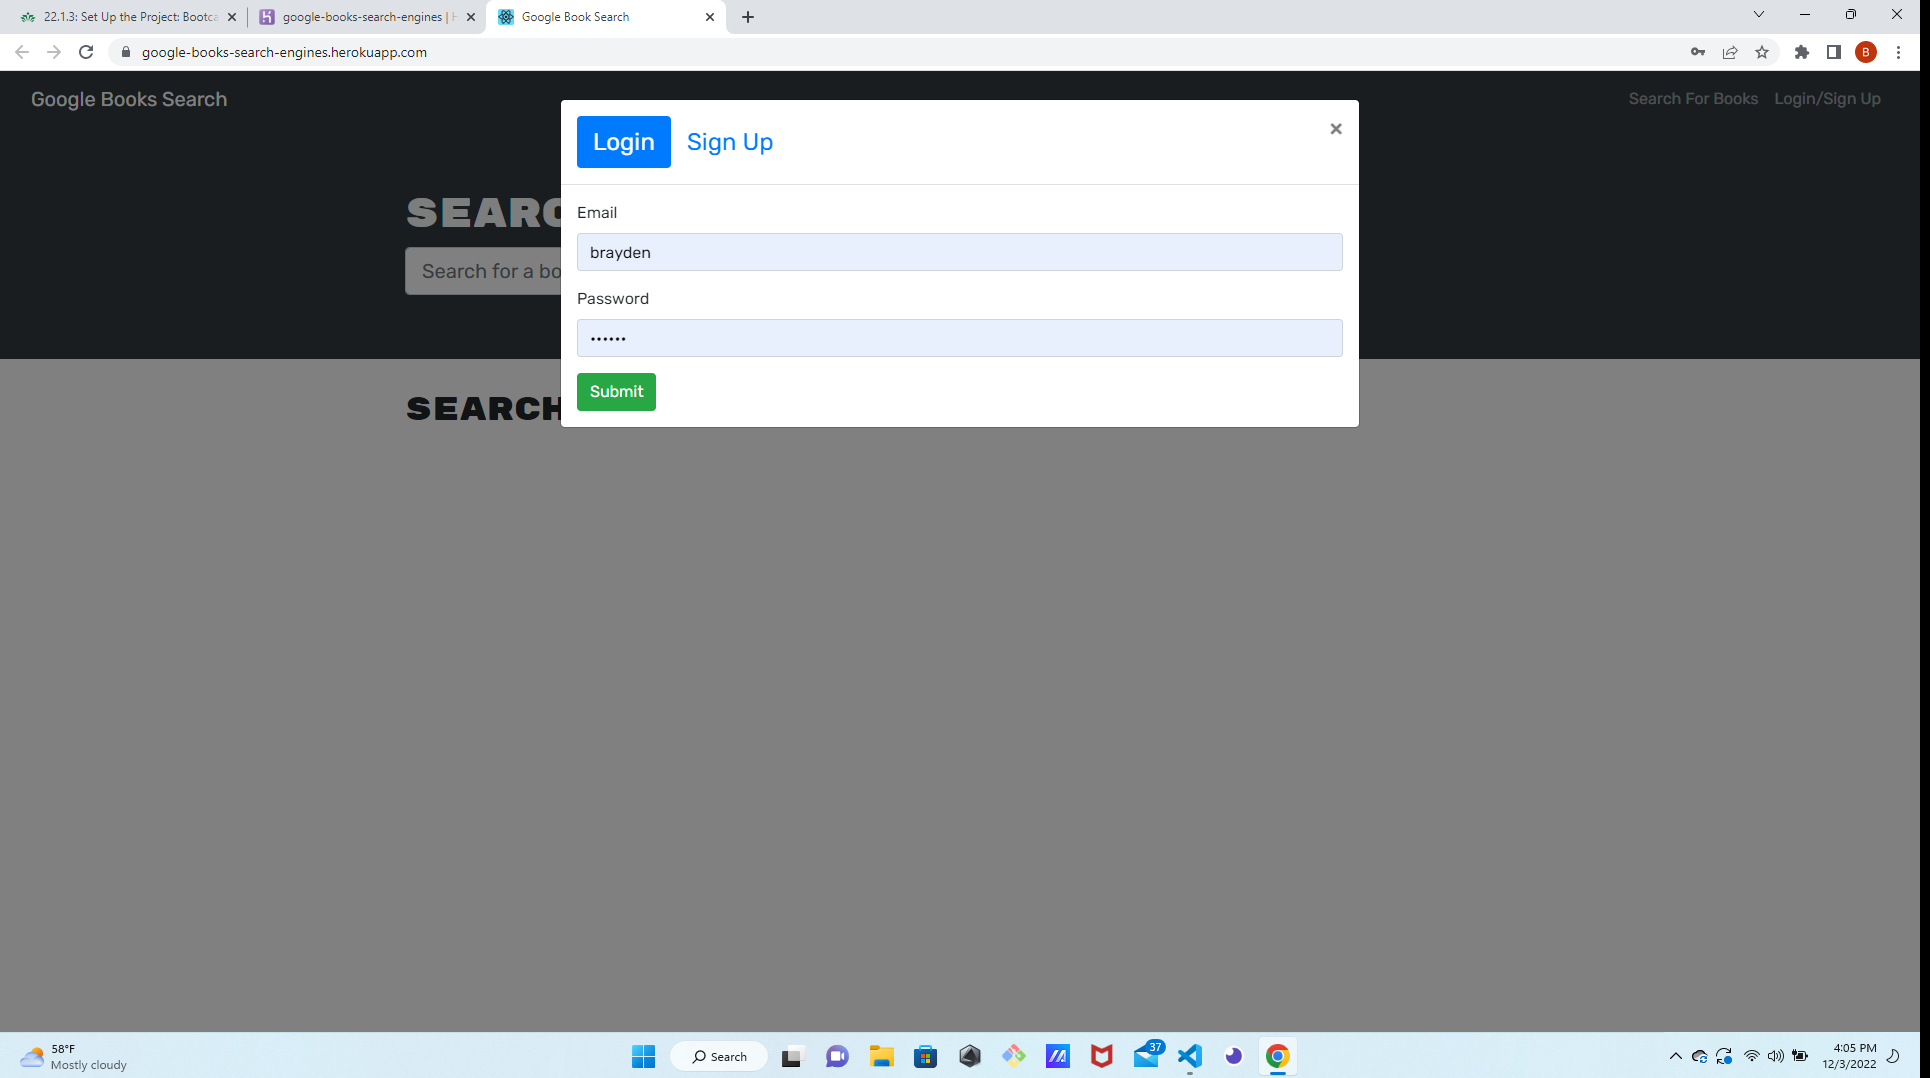 22.1.3: Set Up the Project: Bootca
google-books-search-engines | H
Google Book Search
google-books-search-engines.herokuapp.com
B
Google Books Search
Search For Books
Login/Sign Up
Login
Sign Up
×
SEARC
Email
brayden
Search for a bo
Password
••••••
Submit
SEARCH
58°F
Mostly cloudy
Search
37
4:05 PM
12/3/2022